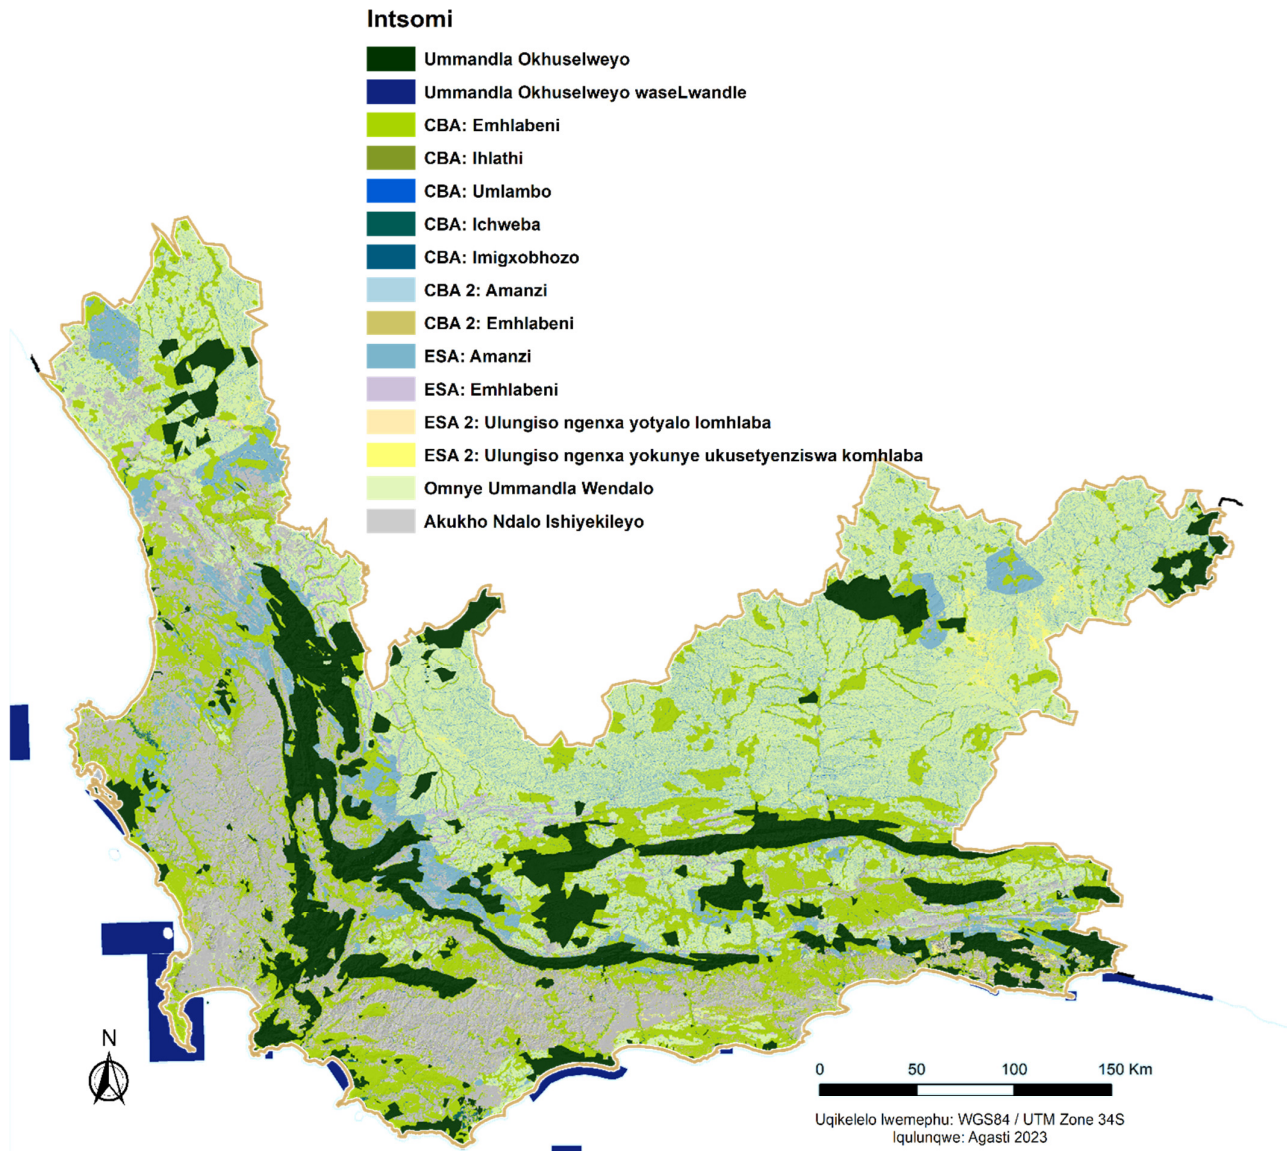 Intsomi
Ummandla Okhuselweyo
Ummandla Okhuselweyo waseLwandle
CBA: Emhlabeni
CBA: Ihlathi
CBA: Umlambo
CBA: Ichweba
CBA: Imigxobhozo
CBA 2: Amanzi
CBA 2: Emhlabeni
ESA: Amanzi
ESA: Emhlabeni
ESA 2: Ulungiso ngenxa yotyalo lomhlaba
ESA 2: Ulungiso ngenxa yokunye ukusetyenziswa komhlaba
Omnye Ummandla Wendalo
Akukho Ndalo Ishiyekileyo
N
0 50 100 150 Km
Uqikelelo lwemephu: WGS84 / UTM Zone 34S
Iqulunqwe: Agasti 2023